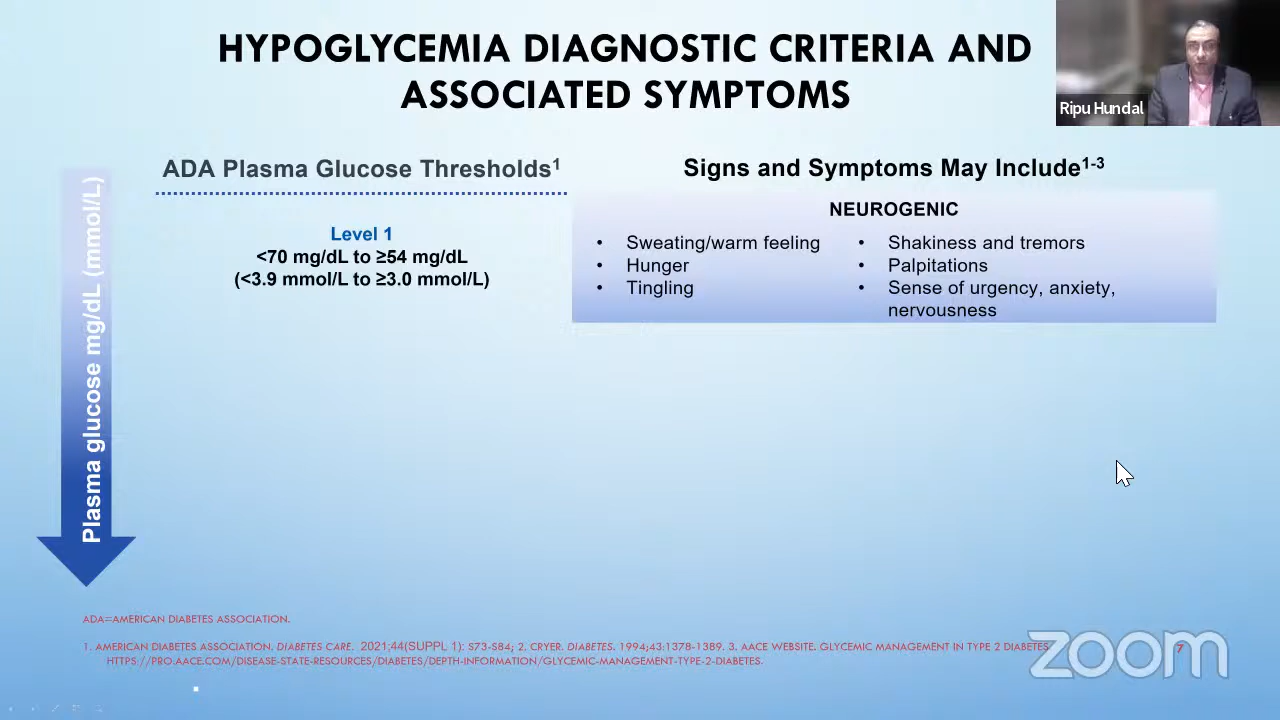 HYPOGLYCEMIA DIAGNOSTIC CRITERIA AND
ASSOCIATED SYMPTOMS
Ripu Hundal
ADA Plasma Glucose Thresholds1
Signs and Symptoms May Include1-3
Plasma glucose mg/dL (mmol/L)
Level 1
<70 mg/dL to ≥54 mg/dL
(<3.9 mmol/L to ≥3.0 mmol/L)
NEUROGENIC
• Sweating/warm feeling
• Hunger
• Tingling
• Shakiness and tremors
• Palpitations
• Sense of urgency, anxiety,
nervousness
ADA=AMERICAN DIABETES ASSOCIATION.
1. AMERICAN DIABETES ASSOCIATION. DIABETES CARE. 2021;44(SUPPL 1): S73-S84; 2. CRYER. DIABETES. 1994;43:1378-1389. 3. AACE WEBSITE. GLYCEMIC MANAGEMENT IN TYPE 2 DIABETES
HTTPS://PRO.AACE.COM/DISEASE-STATE-RESOURCES/DIABETES/DEPTH-INFORMATION/GLYCEMIC-MANAGEMENT-TYPE-2-DIABETES.
zoom
7